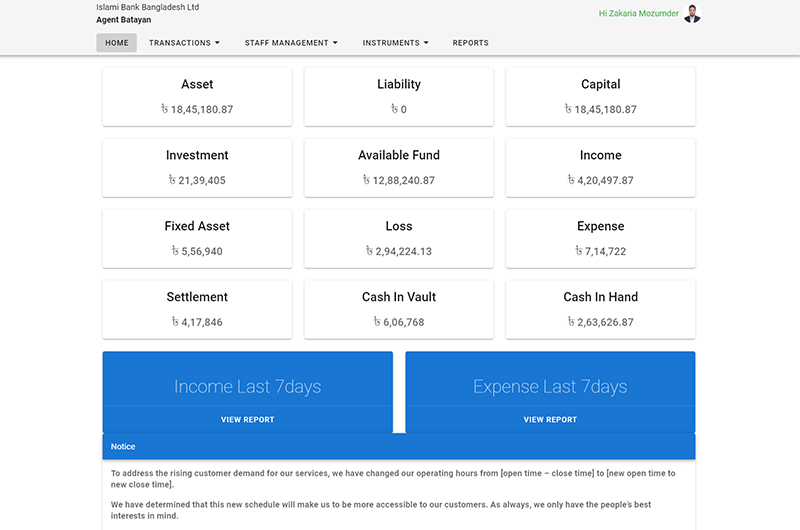 Islami Bank Bangladesh Ltd
Agent Batayan
Hi Zakaria Mozumder
HOME TRANSACTIONS STAFF MANAGEMENT INSTRUMENTS REPORTS
Asset
৳ 18,45,180.87
Liability
৳ 0
Capital
৳ 18,45,180.87
Investment
৳ 21,39,405
Available Fund
৳ 12,88,240.87
Income
৳ 4,20,497.87
Fixed Asset
৳ 5,56,940
Loss
৳ 2,94,224.13
Expense
৳ 7,14,722
Settlement
৳ 4,17,846
Cash In Vault
৳ 6,06,768
Cash In Hand
৳ 2,63,626.87
Income Last 7days
VIEW REPORT
Expense Last 7days
VIEW REPORT
Notice
To address the rising customer demand for our services, we have changed our operating hours from [open time – close time] to [new open time to
new close time].
We have determined that this new schedule will make us to be more accessible to our customers. As always, we only have the people's best
interests in mind.